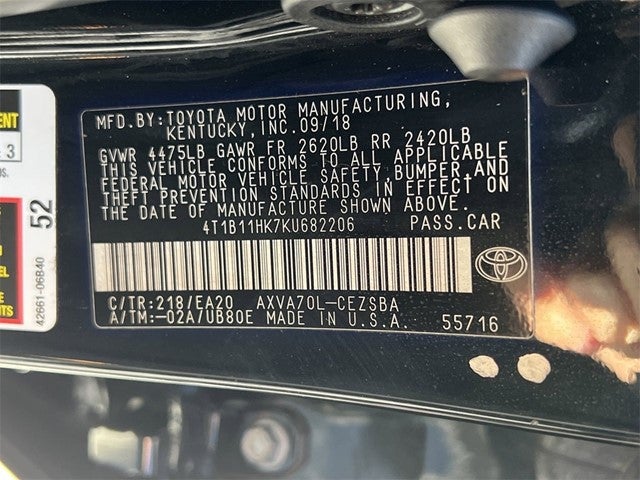 MFD.BY:TOYOTA MOTOR MANUFACTURING,
KENTUCKY,INC.09/18
GVWR 4475LB GAWR FR 2620LB RR 2420LB
THIS VEHICLE CONFORMS TO ALL APPLICABLE
FEDERAL MOTOR VEHICLE SAFETY,BUMPER,AND
THEFT PREVENTION STANDARDS IN EFFECT ON
THE DATE OF MANUFACTURE SHOWN ABOVE.
4T1B11HK7KU682206 PASS.CAR
C/TR:218/EA20 AXVA70L-CEZSBA
A/TM:-02A/UB80E MADE IN U.S.A. 55716
3
52
42661-06B40